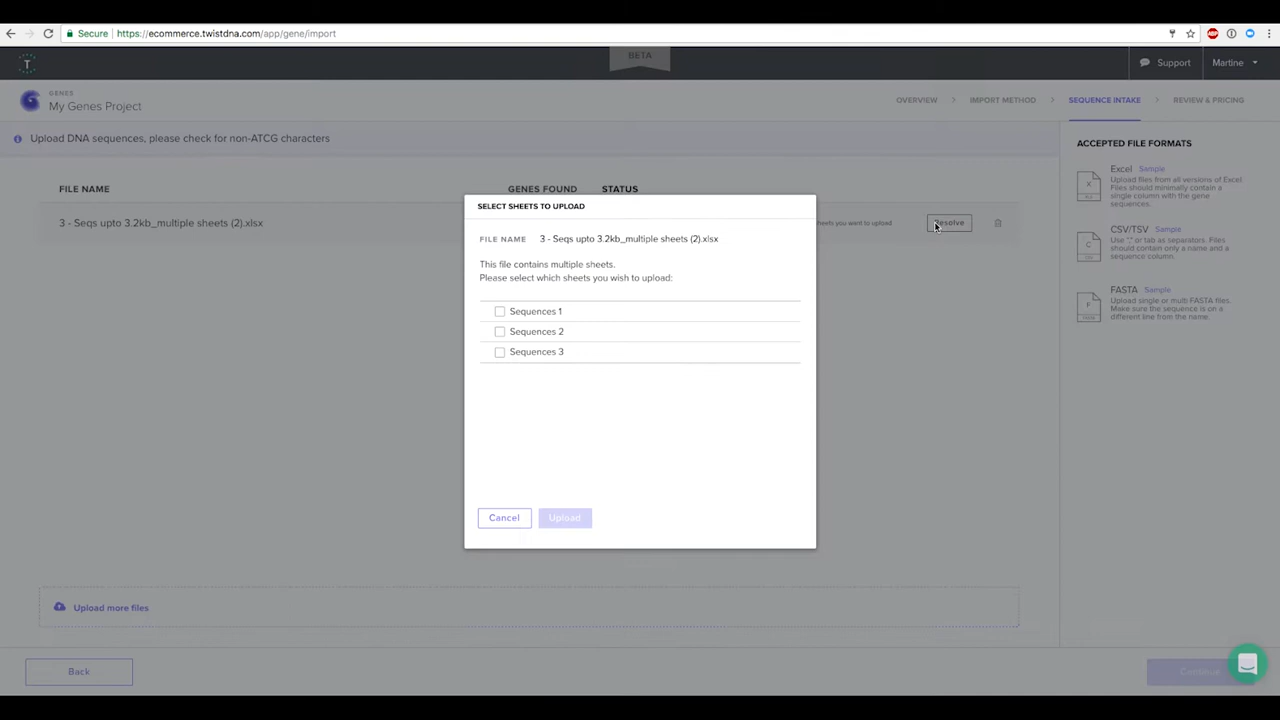 Secure
https://ecommerce.twistdna.com/app/gene/import
T
BETA
Support
Martine
GENES
My Genes Project
OVERVIEW
IMPORT METHOD
SEQUENCE INTAKE
REVIEW & PRICING
Upload DNA sequences, please check for non-ATCG characters
FILE NAME
GENES FOUND
STATUS
3 - Seqs upto 3.2kb_multiple sheets (2).xlsx
sheets you want to upload
Resolve
SELECT SHEETS TO UPLOAD
FILE NAME 3 - Seqs upto 3.2kb_multiple sheets (2).xlsx
This file contains multiple sheets.
Please select which sheets you wish to upload:
Sequences 1
Sequences 2
Sequences 3
Cancel
Upload
ACCEPTED FILE FORMATS
X
Excel Sample
Upload files from all versions of Excel.
Files should minimally contain a
single column with the gene
sequences.
C
CSV/TSV Sample
Use "," or tab as separators. Files
should contain only a name and a
sequence column.
F
FASTA Sample
Upload single or multi FASTA files.
Make sure the sequence is on a
different line from the name.
Upload more files
Back
Continue